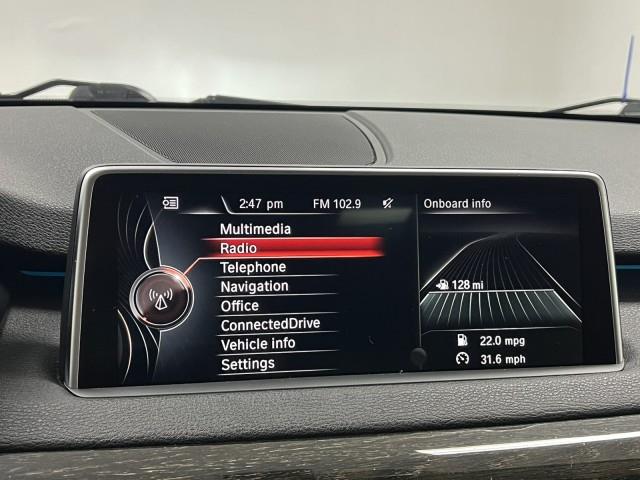 2:47 pm FM 102.9 Onboard info
Multimedia
Radio
Telephone
Navigation
Office
ConnectedDrive
Vehicle info
Settings
128 mi
22.0 mpg
31.6 mph